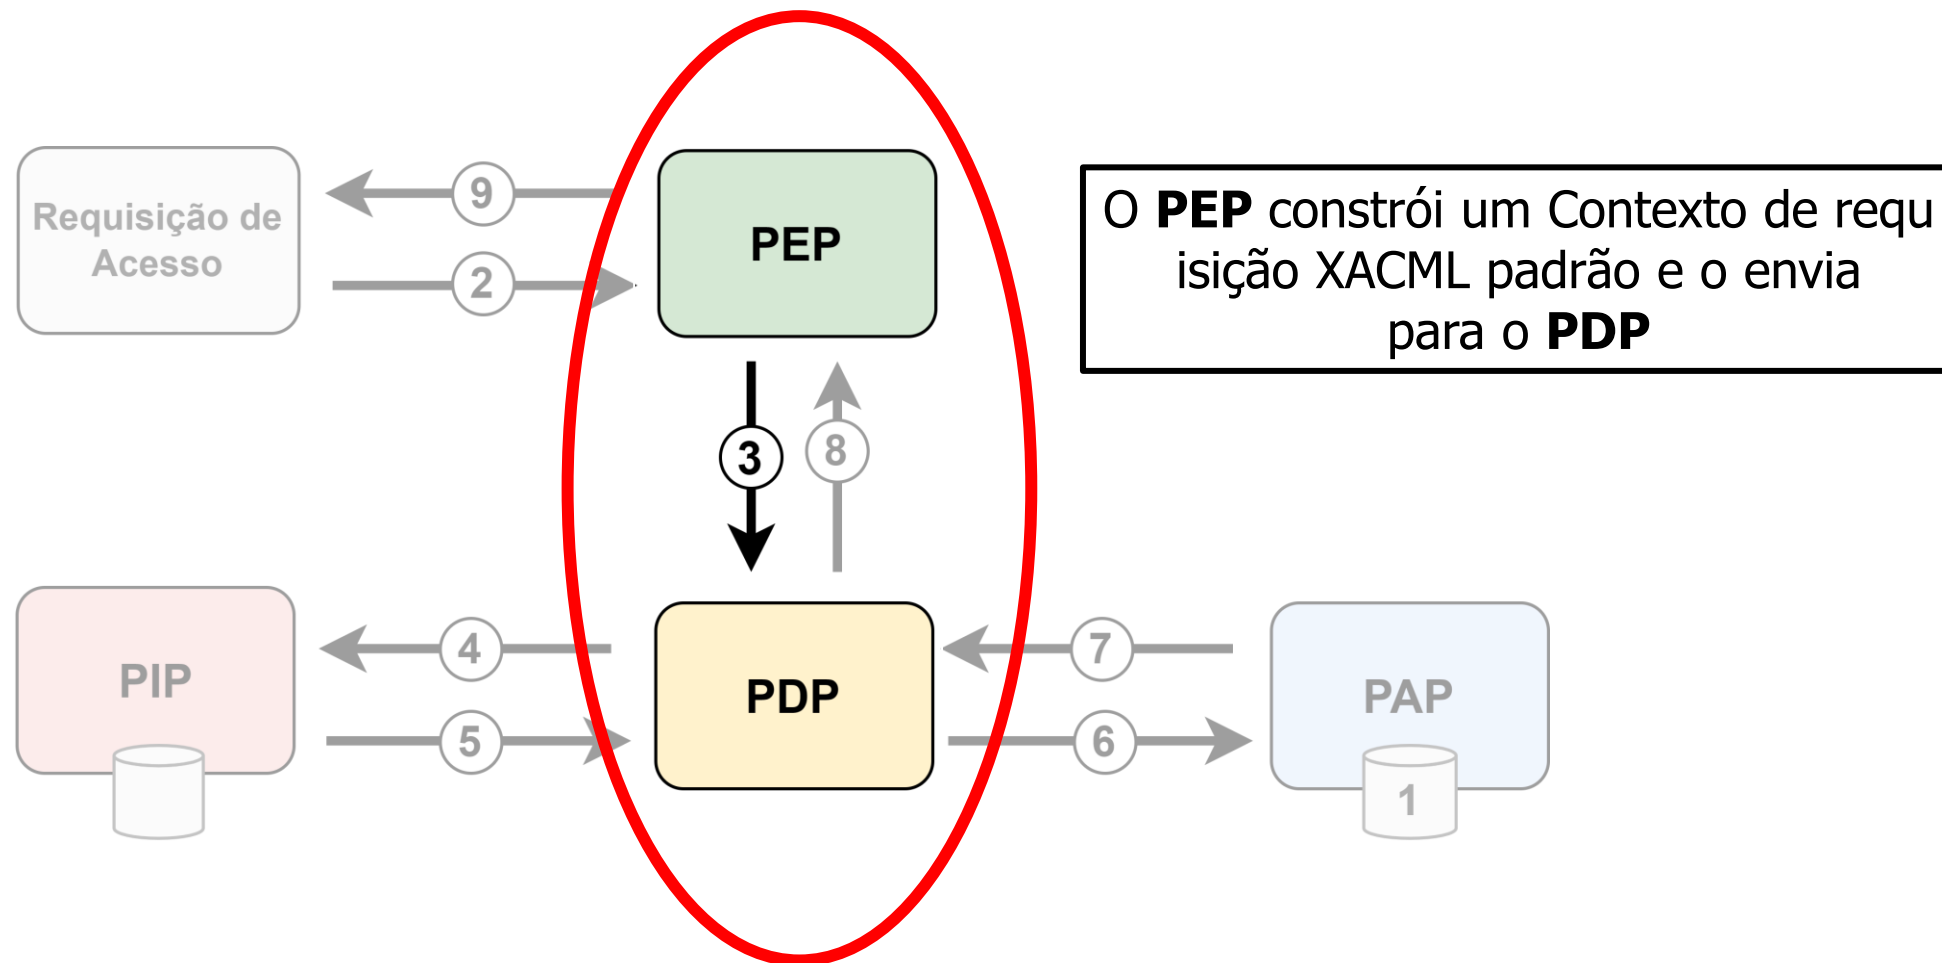 9
Requisição de
Acesso
2
PEP
O PEP constrói um Contexto de requ
isição XACML padrão e o envia
para o PDP
3
8
PIP
4
5
PDP
7
6
PAP
1